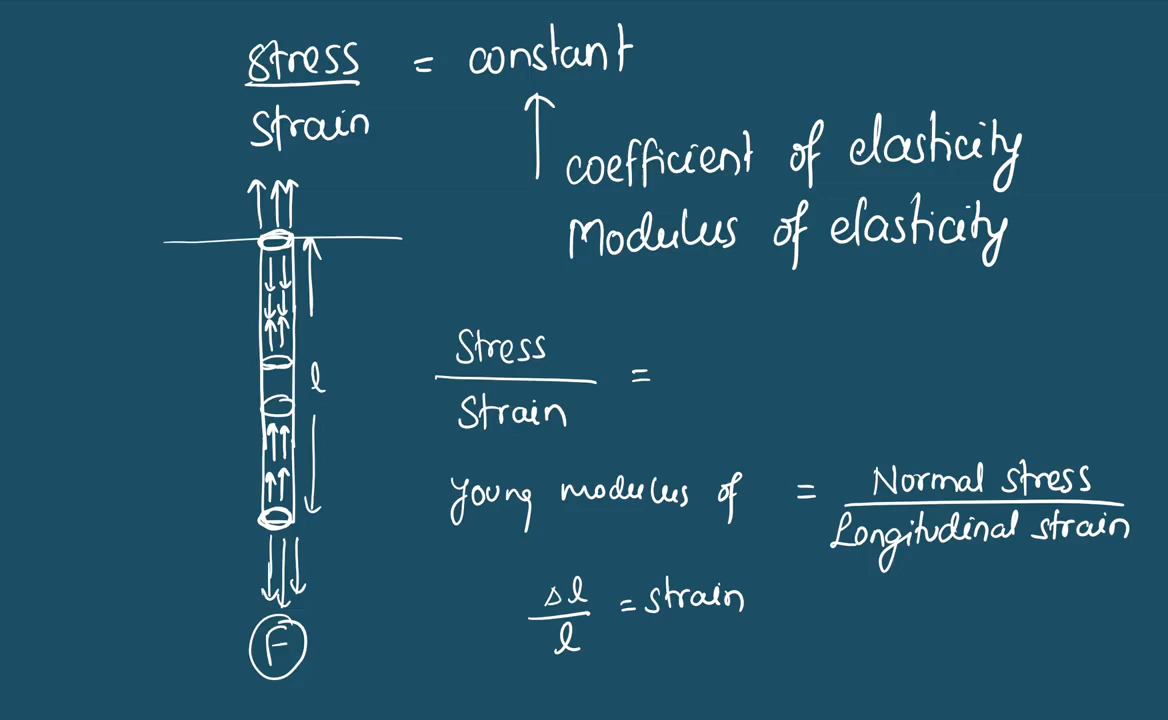 stress = constant
strain
coefficient of elasticity
Modulus of elasticity
l
Stress =
Strain
young modulus of = Normal stress
Longitudinal strain
Δl = strain
l
F